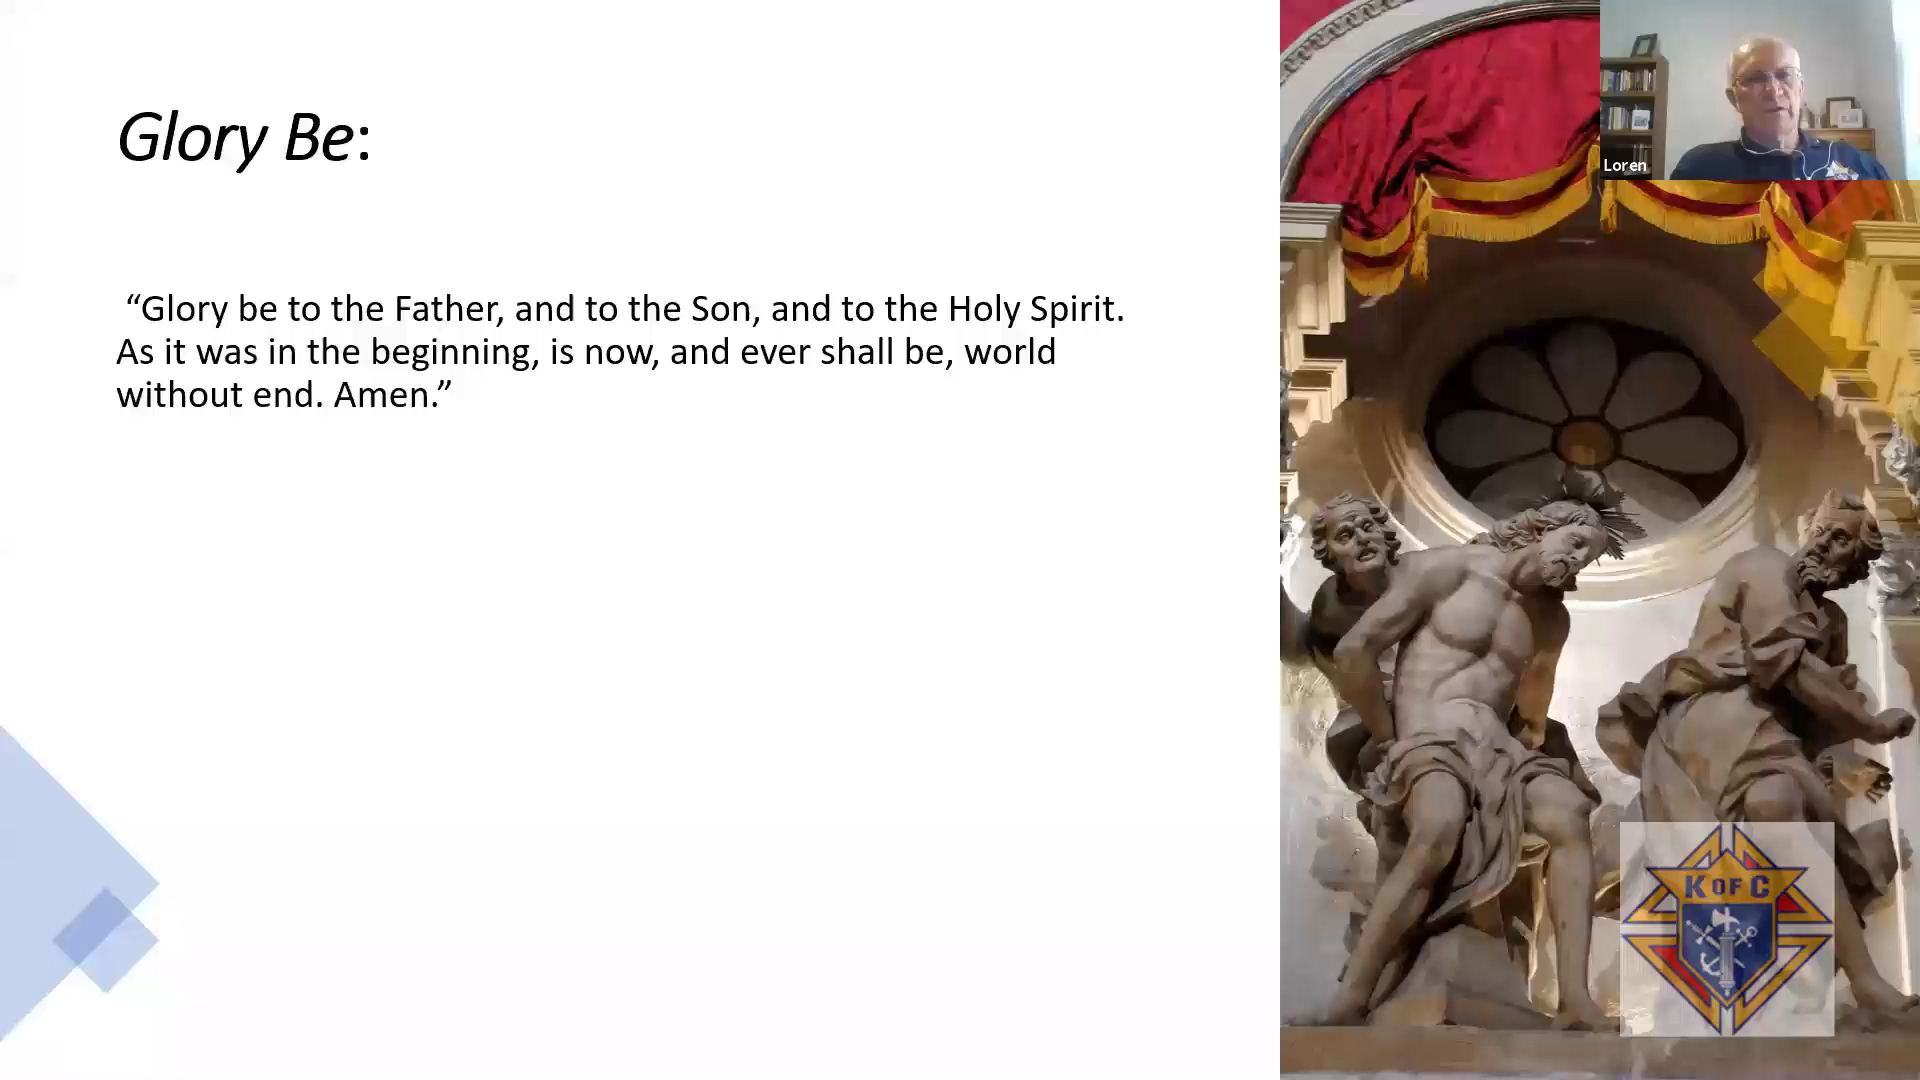 Glory Be:
“Glory be to the Father, and to the Son, and to the Holy Spirit.
As it was in the beginning, is now, and ever shall be, world
without end. Amen.”
Loren
K OF C